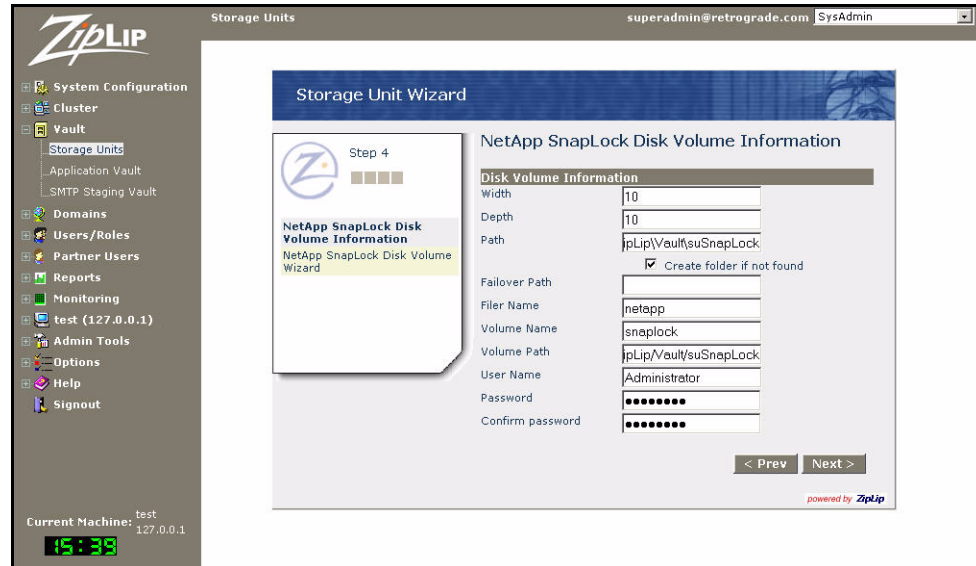 ZIPLIP
Storage Units
superadmin@retrograde.com SysAdmin
System Configuration
Cluster
Vault
Storage Units
Application Vault
SMTP Staging Vault
Domains
Users/Roles
Partner Users
Reports
Monitoring
test (127.0.0.1)
Admin Tools
Options
Help
Signout
Current Machine: test
127.0.0.1
15:39
Storage Unit Wizard
Z
Step 4
NetApp SnapLock Disk
Volume Information
NetApp SnapLock Disk Volume
Wizard
NetApp SnapLock Disk Volume Information
Disk Volume Information
Width 10
Depth 10
Path ipLip\Vault\suSnapLock
Create folder if not found
Failover Path
Filer Name netapp
Volume Name snaplock
Volume Path ipLip/Vault/suSnapLock
User Name Administrator
Password ●●●●●●●●
Confirm password ●●●●●●●●
< Prev Next >
powered by ZipLip